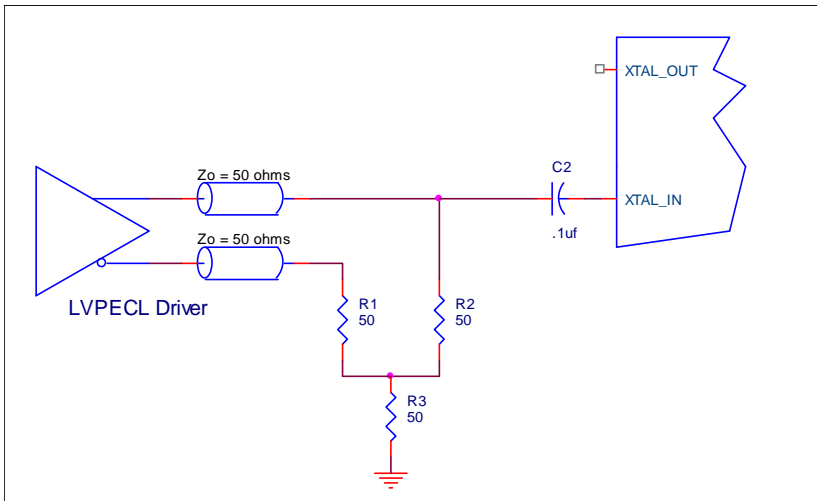 XTAL_OUT
C2
Zo = 50 ohms
XTAL_IN
.1uf
Zo = 50 ohms
LVPECL Driver
R1
50
R2
50
R3
50